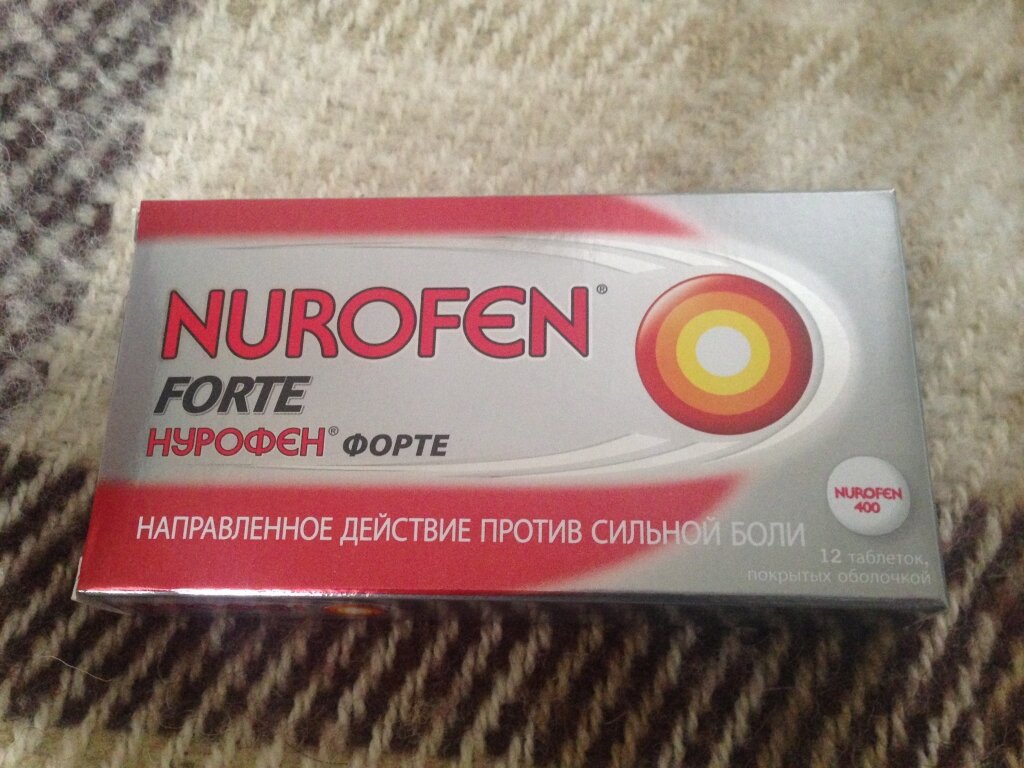 NUROFEN®
FORTE
НУРОФЕН® ФОРТЕ
НАПРАВЛЕННОЕ ДЕЙСТВИЕ ПРОТИВ СИЛЬНОЙ БОЛИ
NUROFEN
400
12 таблеток,
покрытых оболочкой